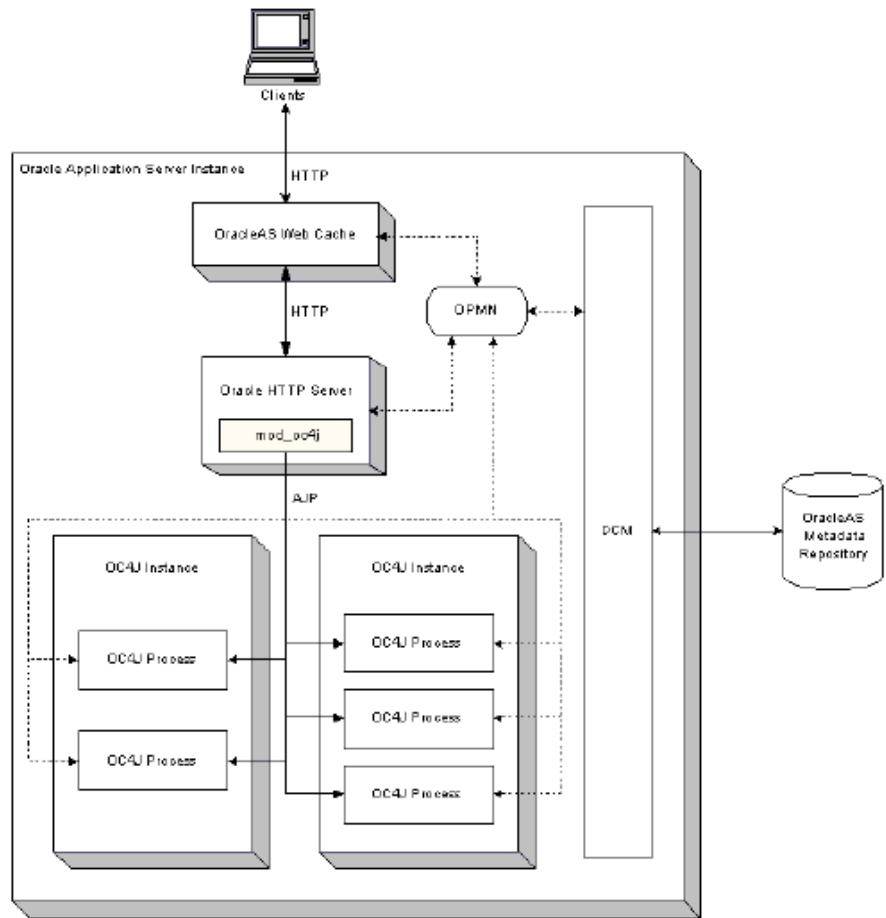 Clients
Oracle Application Server Instance
HTTP
OracleAS Web Cache
HTTP
OPMN
Oracle HTTP Server
mod_oc4j
AJP
DCM
OracleAS
Metadata
Repository
OC4J Instance
OC4J Instance
OC4J Process
OC4J Process
OC4J Process
OC4J Process
OC4J Process